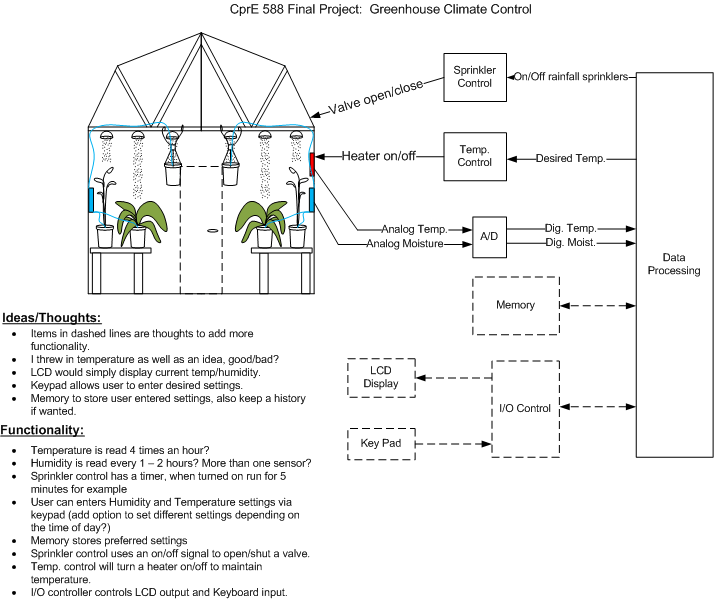 CprE 588 Final Project: Greenhouse Climate Control
Valve open/close
Sprinkler
Control
On/Off rainfall sprinklers
Heater on/off
Temp.
Control
Desired Temp.
Analog Temp.
Analog Moisture
A/D
Dig. Temp.
Dig. Moist.
Data
Processing
Memory
LCD
Display
I/O Control
Key Pad
Ideas/Thoughts:
• Items in dashed lines are thoughts to add more
functionality.
• I threw in temperature as well as an idea, good/bad?
• LCD would simply display current temp/humidity.
• Keypad allows user to enter desired settings.
• Memory to store user entered settings, also keep a history
if wanted.
Functionality:
• Temperature is read 4 times an hour?
• Humidity is read every 1 – 2 hours? More than one sensor?
• Sprinkler control has a timer, when turned on run for 5
minutes for example
• User can enters Humidity and Temperature settings via
keypad (add option to set different settings depending on
the time of day?)
• Memory stores preferred settings
• Sprinkler control uses an on/off signal to open/shut a valve.
• Temp. control will turn a heater on/off to maintain
temperature.
• I/O controller controls LCD output and Keyboard input.